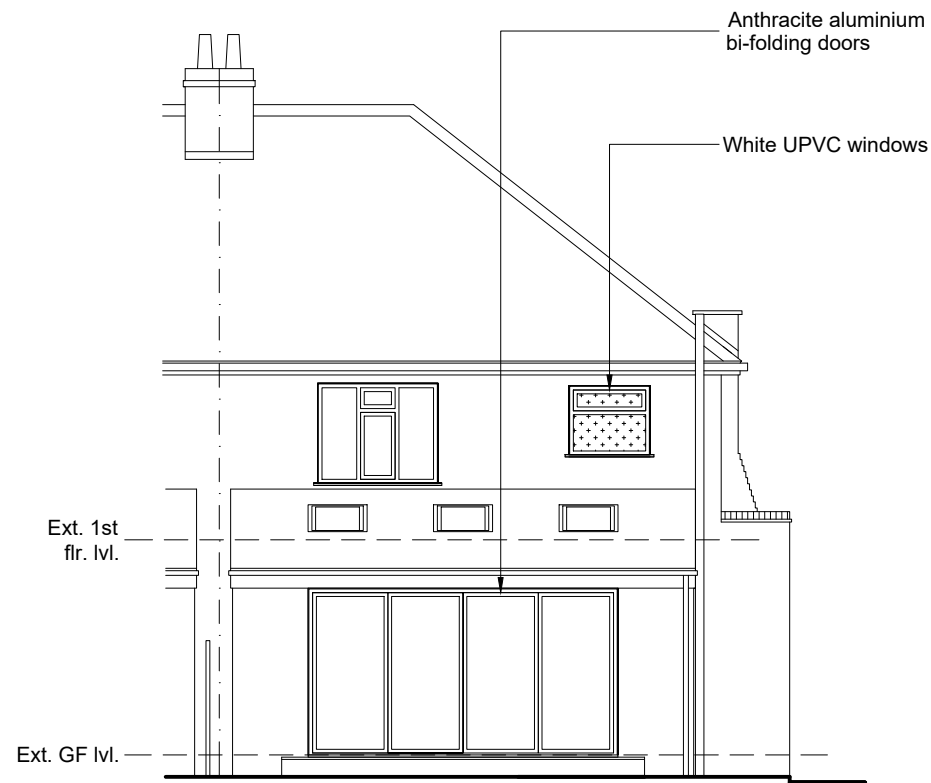 Anthracite aluminium
bi-folding doors
White UPVC windows
Ext. 1st
flr. lvl.
Ext. GF lvl.